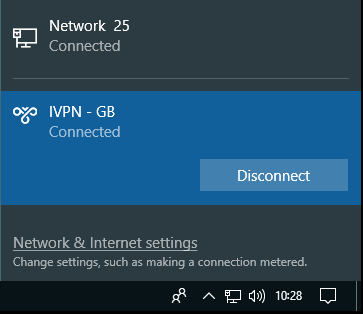 Network 25
Connected
IVPN - GB
Connected
Disconnect
Network & Internet settings
Change settings, such as making a connection metered.
10:28